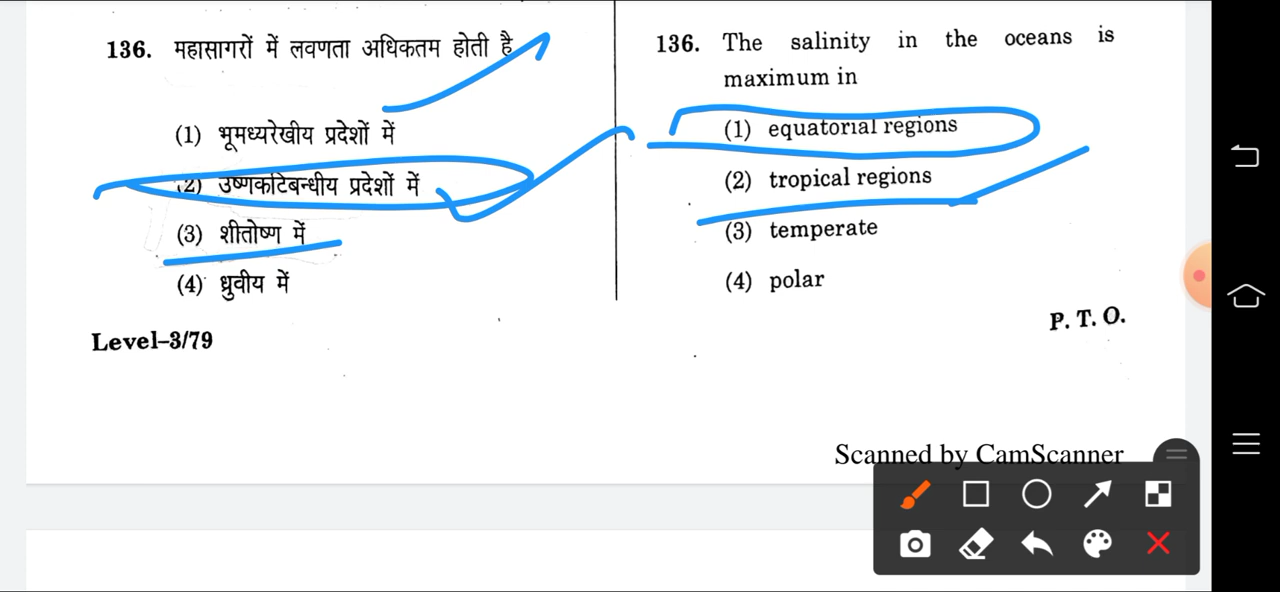 136. महासागरों में लवणता अधिकतम होती है
(1) भूमध्यरेखीय प्रदेशों में
(2) उष्णकटिबन्धीय प्रदेशों में
(3) शीतोष्ण में
(4) ध्रुवीय में
Level–3/79
136. The salinity in the oceans is
maximum in
(1) equatorial regions
(2) tropical regions
(3) temperate
(4) polar
P. T. O.
Scanned by CamScanner